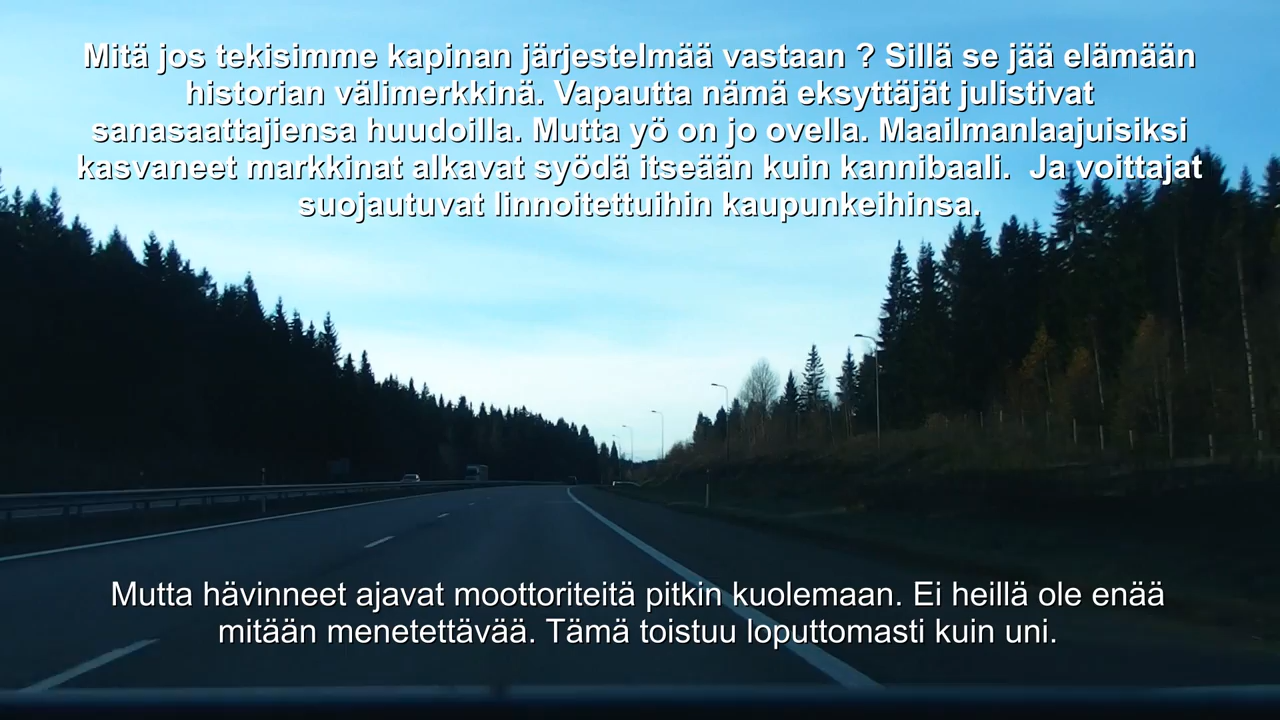 Mitä jos tekisimme kapinan järjestelmää vastaan ? Sillä se jää elämään
historian välimerkkinä. Vapautta nämä eksyttäjät julistivat
sanasaattajiensa huudoilla. Mutta yö on jo ovella. Maailmanlaajuisiksi
kasvaneet markkinat alkavat syödä itseään kuin kannibaali.  Ja voittajat
suojautuvat linnoitettuihin kaupunkeihinsa.
Mutta hävinneet ajavat moottoriteitä pitkin kuolemaan. Ei heillä ole enää
mitään menetettävää. Tämä toistuu loputtomasti kuin uni.